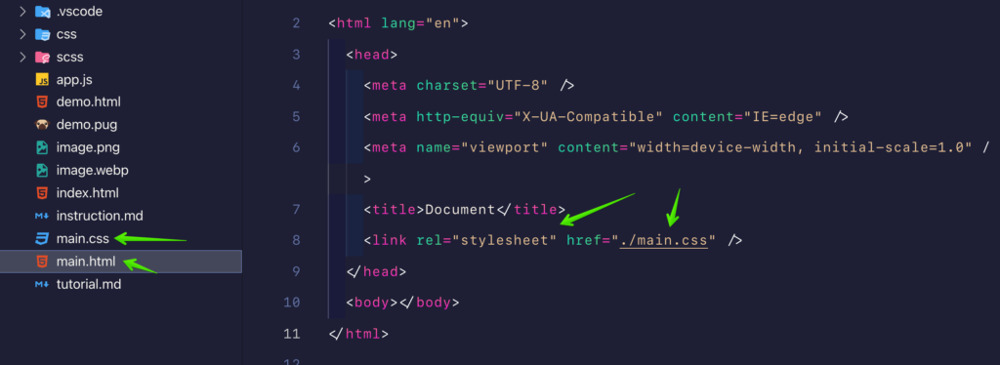 .vscode
css
scss
app.js
demo.html
demo.pug
image.png
image.webp
index.html
instruction.md
main.css
main.html
tutorial.md
2 <html lang="en">
3 <head>
4 <meta charset="UTF-8" />
5 <meta http-equiv="X-UA-Compatible" content="IE=edge" />
6 <meta name="viewport" content="width=device-width, initial-scale=1.0" /
>
7 <title>Document</title>
8 <link rel="stylesheet" href="./main.css" />
9 </head>
10 <body></body>
11 </html>
12